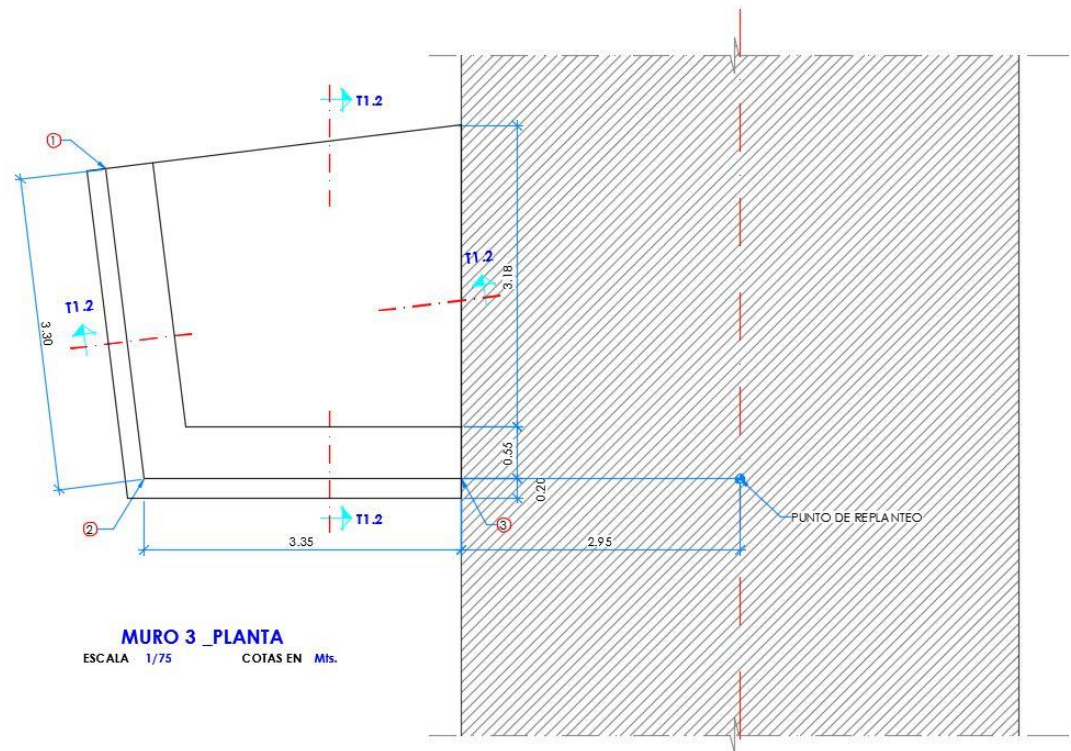 T1.2
1
T1.2
3.18
T1.2
3.30
0.55
0.20
T1.2
2
3
PUNTO DE REPLANTEO
3.35
2.95
MURO 3 _PLANTA
ESCALA 1/75 COTAS EN Mts.